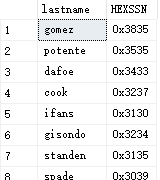 lastname HEXSSN
1 gomez 0x3835
2 potente 0x3535
3 dafoe 0x3433
4 cook 0x3237
5 ifans 0x3130
6 gisondo 0x3234
7 standen 0x3135
8 spade 0x3039